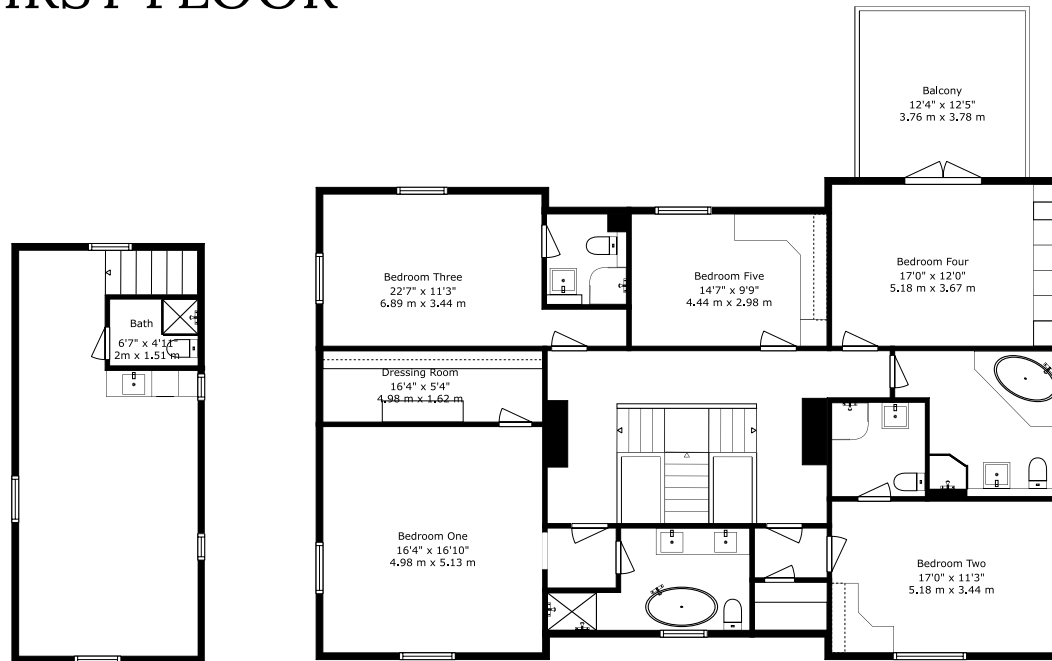 FIRST FLOOR
Balcony
12'4" x 12'5"
3.76 m x 3.78 m
Bedroom Three
22'7" x 11'3"
6.89 m x 3.44 m
Bedroom Five
14'7" x 9'9"
4.44 m x 2.98 m
Bedroom Four
17'0" x 12'0"
5.18 m x 3.67 m
Bath
6'7" x 4'11"
2m x 1.51 m
Dressing Room
16'4" x 5'4"
4.98 m x 1.62 m
Bedroom One
16'4" x 16'10"
4.98 m x 5.13 m
Bedroom Two
17'0" x 11'3"
5.18 m x 3.44 m